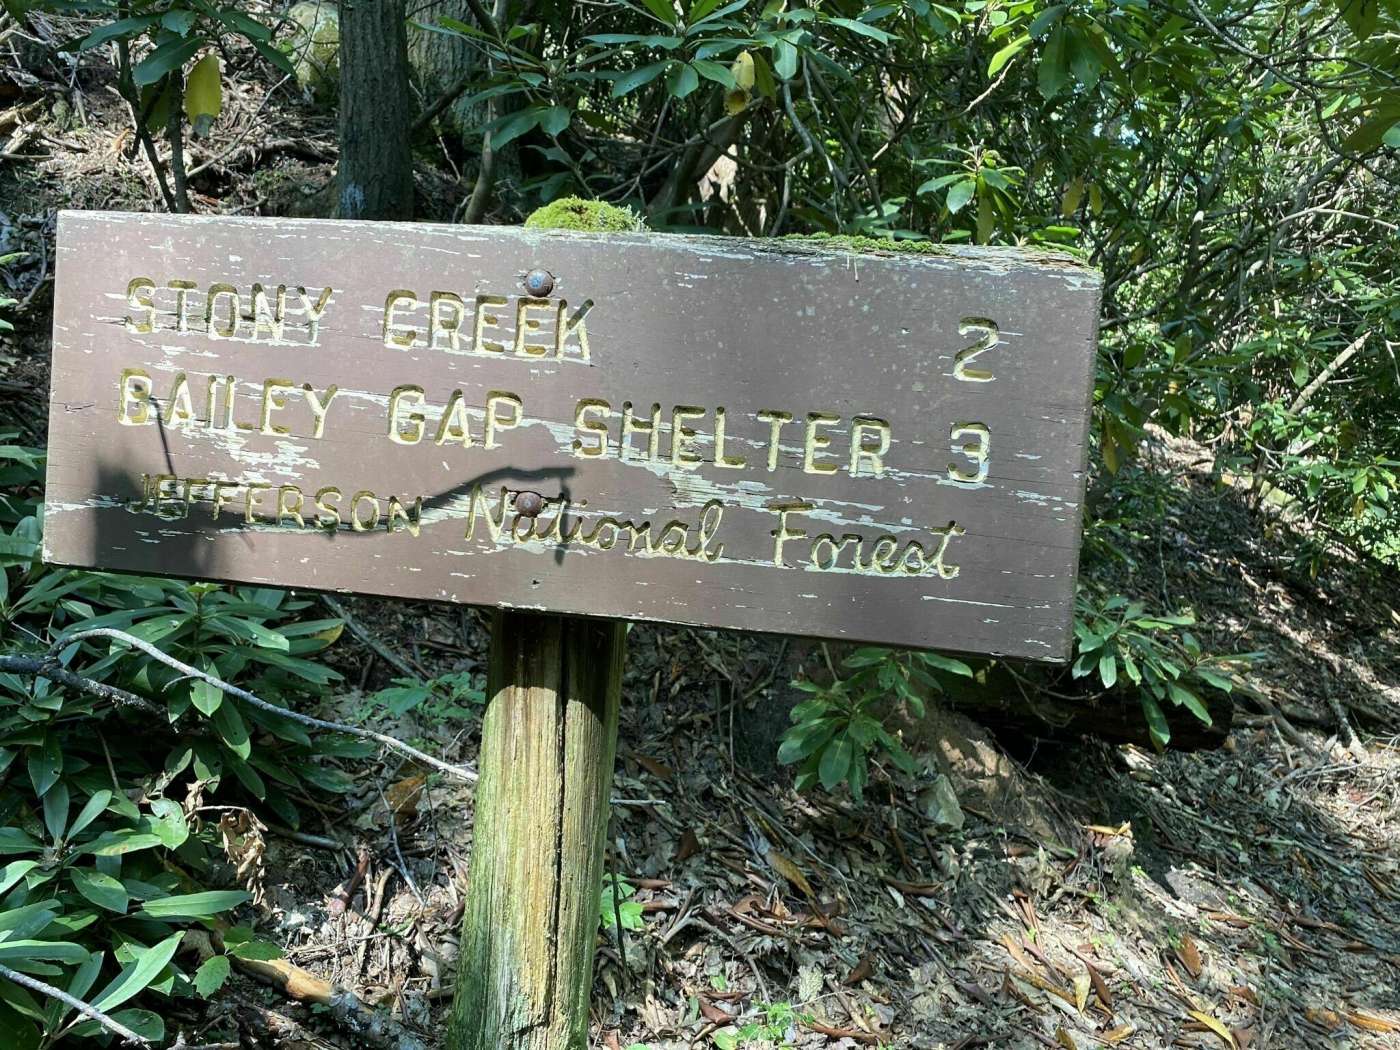 STONY CREEK 2
BAILEY GAP SHELTER 3
JEFFERSON National Forest